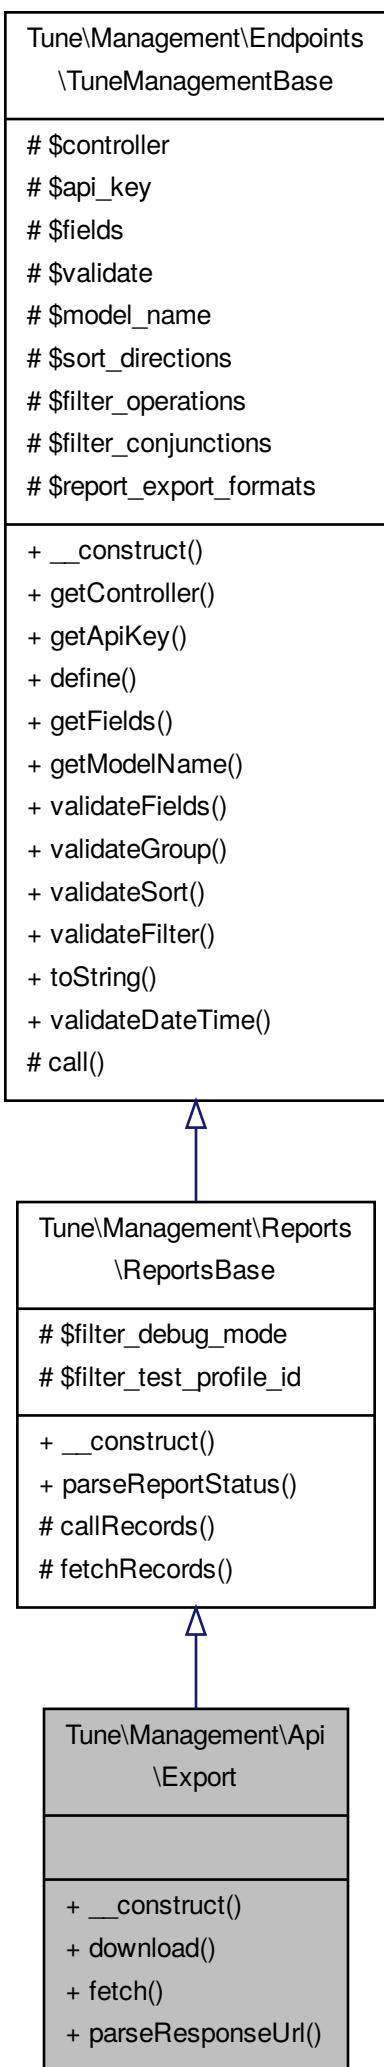 Tune\Management\Endpoints
\TuneManagementBase
# $controller
# $api_key
# $fields
# $validate
# $model_name
# $sort_directions
# $filter_operations
# $filter_conjunctions
# $report_export_formats
+ __construct()
+ getController()
+ getApiKey()
+ define()
+ getFields()
+ getModelName()
+ validateFields()
+ validateGroup()
+ validateSort()
+ validateFilter()
+ toString()
+ validateDateTime()
# call()
Tune\Management\Reports
\ReportsBase
# $filter_debug_mode
# $filter_test_profile_id
+ __construct()
+ parseReportStatus()
# callRecords()
# fetchRecords()
Tune\Management\Api
\Export
+ __construct()
+ download()
+ fetch()
+ parseResponseUrl()